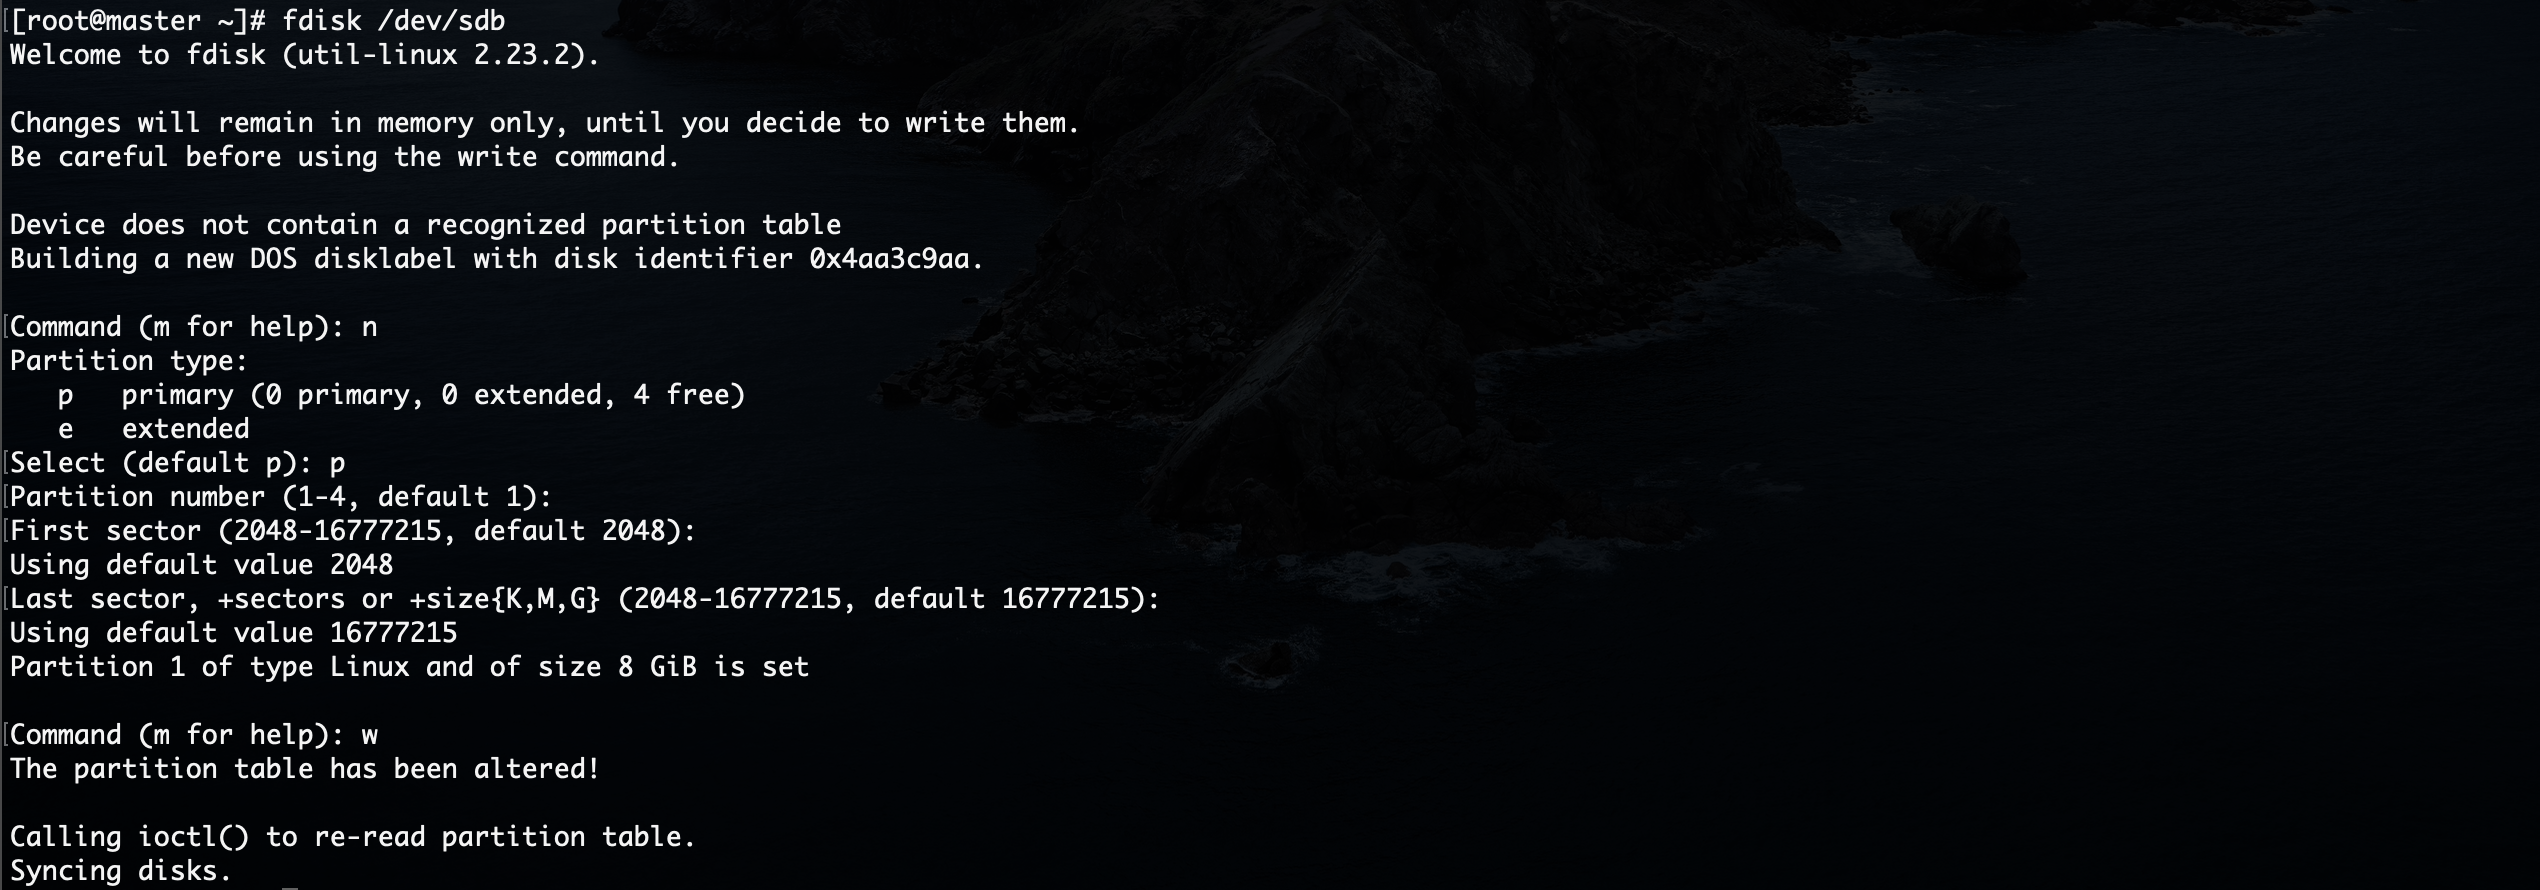 [root@master ~]# fdisk /dev/sdb
Welcome to fdisk (util-linux 2.23.2).

Changes will remain in memory only, until you decide to write them.
Be careful before using the write command.

Device does not contain a recognized partition table
Building a new DOS disklabel with disk identifier 0x4aa3c9aa.

Command (m for help): n
Partition type:
   p   primary (0 primary, 0 extended, 4 free)
   e   extended
Select (default p): p
Partition number (1-4, default 1):
First sector (2048-16777215, default 2048):
Using default value 2048
Last sector, +sectors or +size{K,M,G} (2048-16777215, default 16777215):
Using default value 16777215
Partition 1 of type Linux and of size 8 GiB is set

Command (m for help): w
The partition table has been altered!

Calling ioctl() to re-read partition table.
Syncing disks.